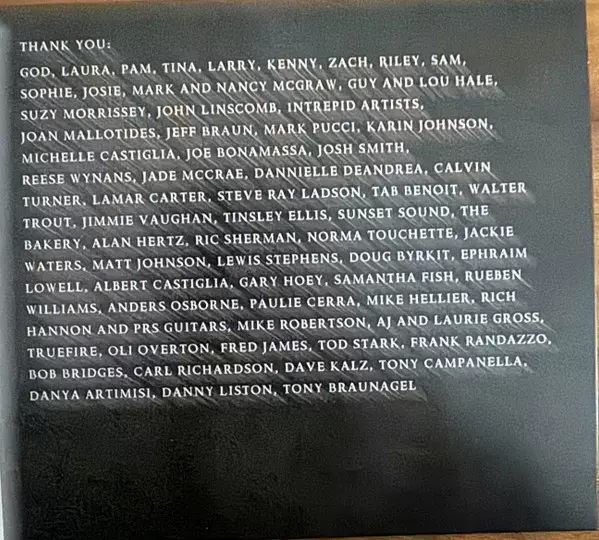 THANK YOU:
GOD, LAURA, PAM, TINA, LARRY, KENNY, ZACH, RILEY, SAM,
SOPHIE, JOSIE, MARK AND NANCY MCGRAW, GUY AND LOU HALE,
SUZY MORRISSEY, JOHN LINSCOMB, INTREPID ARTISTS,
JOAN MALLOTIDES, JEFF BRAUN, MARK PUCCI, KARIN JOHNSON,
MICHELLE CASTIGLIA, JOE BONAMASSA, JOSH SMITH,
REESE WYNANS, JADE MCCRAE, DANNIELLE DEANDREA, CALVIN
TURNER, LAMAR CARTER, STEVE RAY LADSON, TAB BENOIT, WALTER
TROUT, JIMMIE VAUGHAN, TINSLEY ELLIS, SUNSET SOUND, THE
BAKERY, ALAN HERTZ, RIC SHERMAN, NORMA TOUCHETTE, JACKIE
WATERS, MATT JOHNSON, LEWIS STEPHENS, DOUG BYRKIT, EPHRAIM
LOWELL, ALBERT CASTIGLIA, GARY HOEY, SAMANTHA FISH, RUEBEN
WILLIAMS, ANDERS OSBORNE, PAULIE CERRA, MIKE HELLIER, RICH
HANNON AND PRS GUITARS, MIKE ROBERTSON, AJ AND LAURIE GROSS,
TRUEFIRE, OLI OVERTON, FRED JAMES, TOD STARK, FRANK RANDAZZO,
BOB BRIDGES, CARL RICHARDSON, DAVE KALZ, TONY CAMPANELLA,
DANYA ARTIMISI, DANNY LISTON, TONY BRAUNAGEL